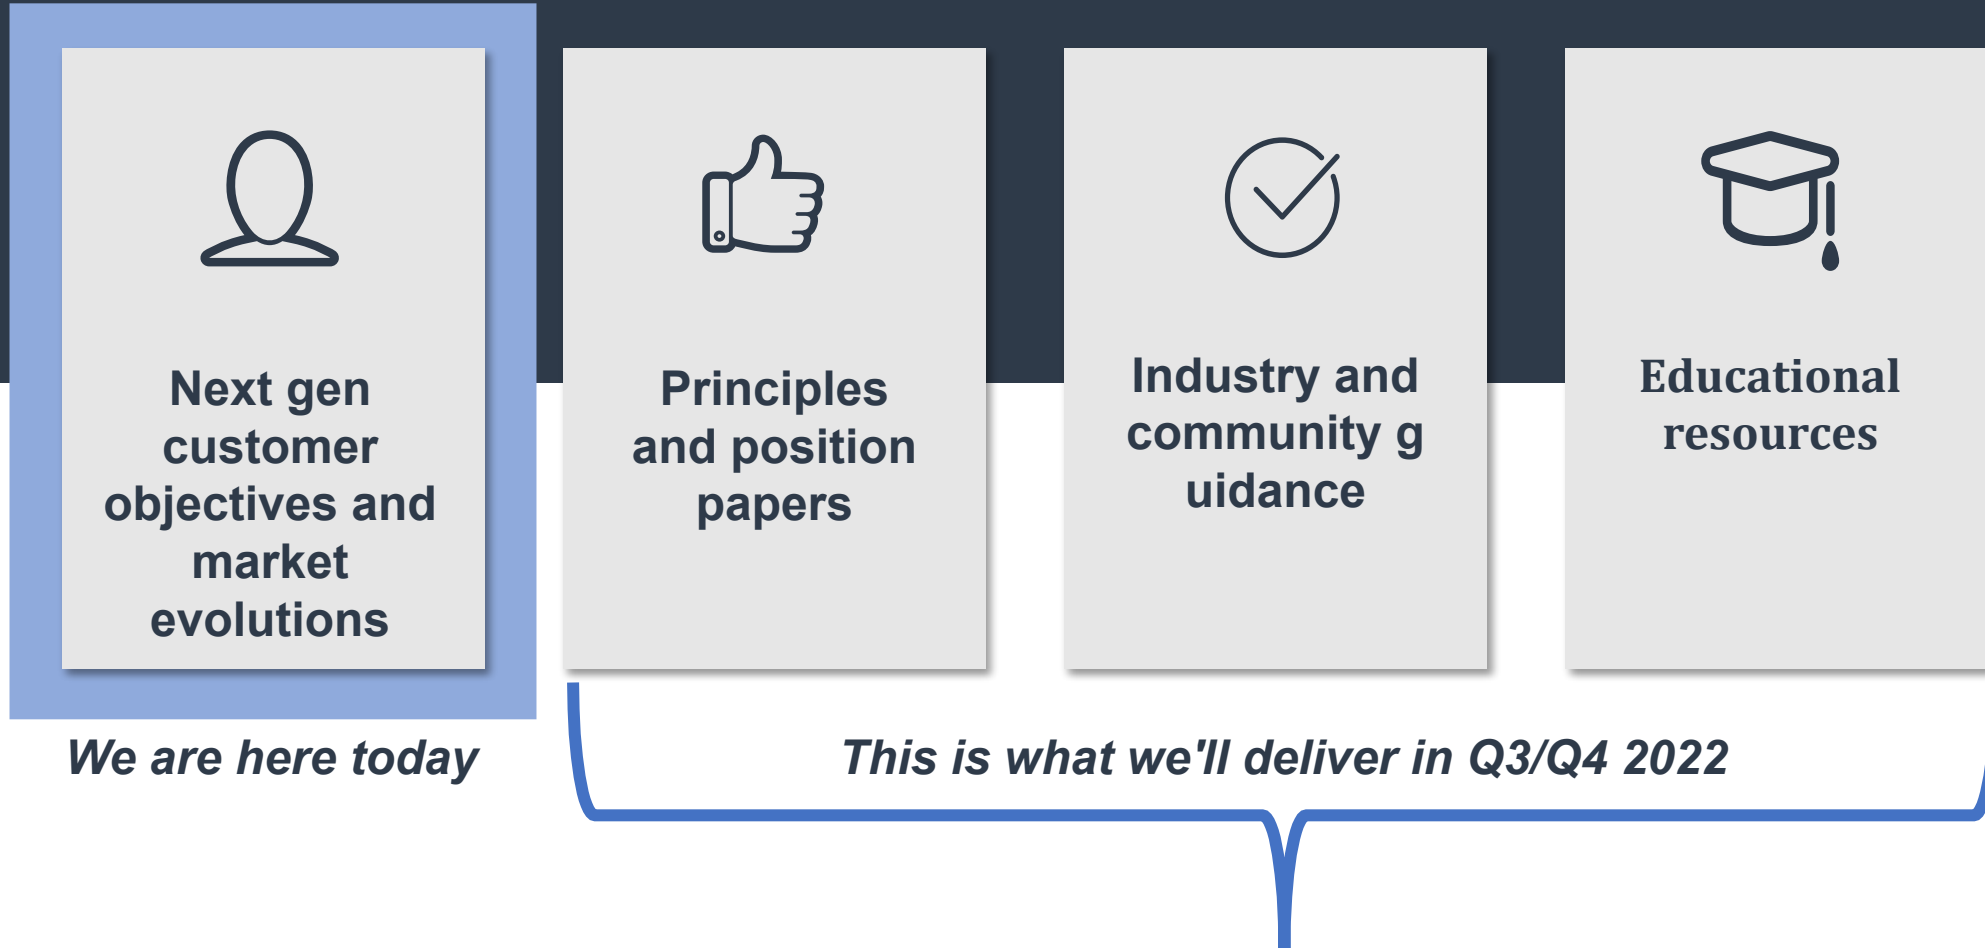 Next gen
customer
objectives and
market
evolutions
Principles
and position
papers
Industry and
community g
uidance
Educational
resources
We are here today
This is what we'll deliver in Q3/Q4 2022